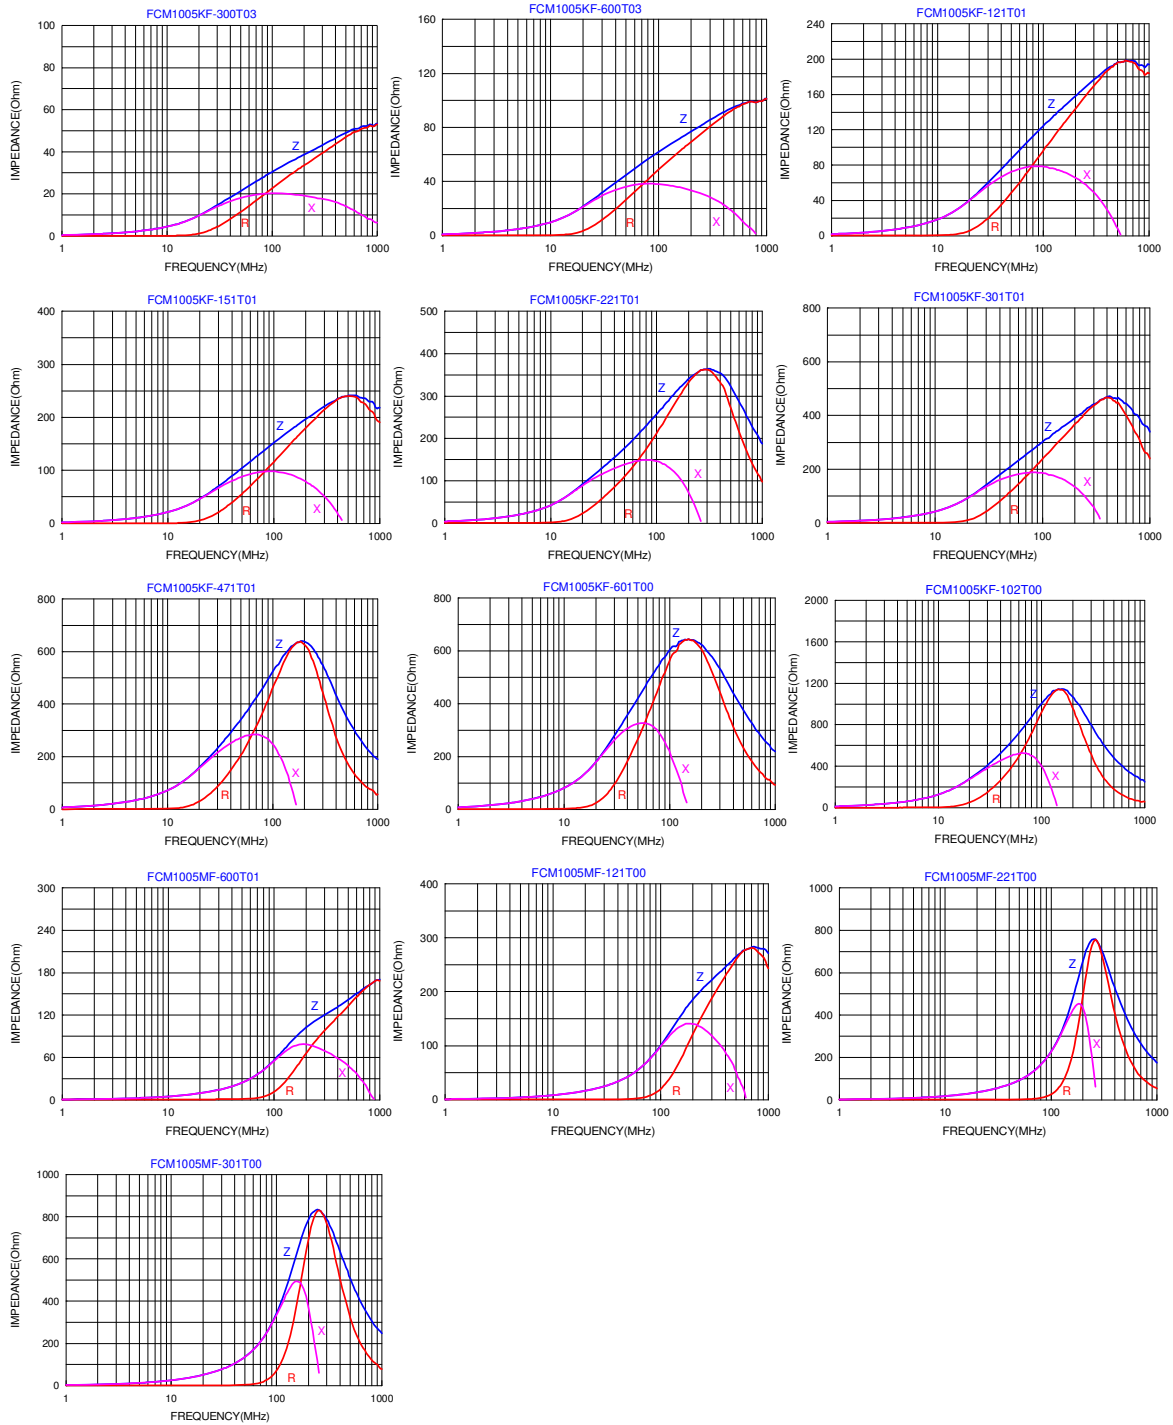 FCM1005KF-300T03
IMPEDANCE(Ohm)
100
80
60
40
20
0
Z
X
R
1 10 100 1000
FREQUENCY(MHz)
FCM1005KF-600T03
IMPEDANCE(Ohm)
160
120
80
40
0
Z
X
R
1 10 100 1000
FREQUENCY(MHz)
FCM1005KF-121T01
IMPEDANCE(Ohm)
240
200
160
120
80
40
0
Z
X
R
1 10 100 1000
FREQUENCY(MHz)
FCM1005KF-151T01
IMPEDANCE(Ohm)
400
300
200
100
0
Z
X
R
1 10 100 1000
FREQUENCY(MHz)
FCM1005KF-221T01
IMPEDANCE(Ohm)
500
400
300
200
100
0
Z
X
R
1 10 100 1000
FREQUENCY(MHz)
FCM1005KF-301T01
IMPEDANCE(Ohm)
800
600
400
200
0
Z
X
R
1 10 100 1000
FREQUENCY(MHz)
FCM1005KF-471T01
IMPEDANCE(Ohm)
800
600
400
200
0
Z
X
R
1 10 100 1000
FREQUENCY(MHz)
FCM1005KF-601T00
IMPEDANCE(Ohm)
800
600
400
200
0
Z
X
R
1 10 100 1000
FREQUENCY(MHz)
FCM1005KF-102T00
IMPEDANCE(Ohm)
2000
1600
1200
800
400
0
Z
X
R
1 10 100 1000
FREQUENCY(MHz)
FCM1005MF-600T01
IMPEDANCE(Ohm)
300
240
180
120
60
0
Z
X
R
1 10 100 1000
FREQUENCY(MHz)
FCM1005MF-121T00
IMPEDANCE(Ohm)
400
300
200
100
0
Z
X
R
1 10 100 1000
FREQUENCY(MHz)
FCM1005MF-221T00
IMPEDANCE(Ohm)
1000
800
600
400
200
0
Z
X
R
1 10 100 1000
FREQUENCY(MHz)
FCM1005MF-301T00
IMPEDANCE(Ohm)
1000
800
600
400
200
0
Z
X
R
1 10 100 1000
FREQUENCY(MHz)